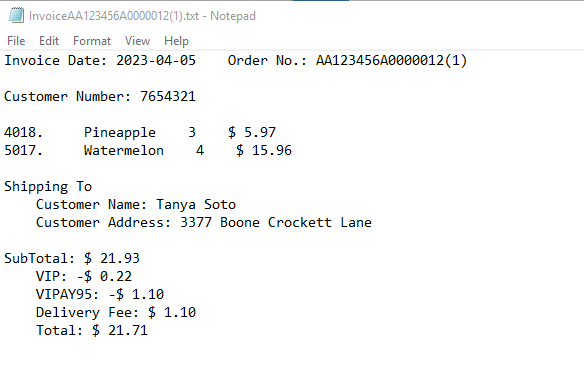 InvoiceAA123456A0000012(1).txt - Notepad
File Edit Format View Help
Invoice Date: 2023-04-05    Order No.: AA123456A0000012(1)
Customer Number: 7654321
4018.     Pineapple    3    $ 5.97
5017.     Watermelon    4    $ 15.96
Shipping To
    Customer Name: Tanya Soto
    Customer Address: 3377 Boone Crockett Lane
SubTotal: $ 21.93
    VIP: -$ 0.22
    VIPAY95: -$ 1.10
    Delivery Fee: $ 1.10
    Total: $ 21.71